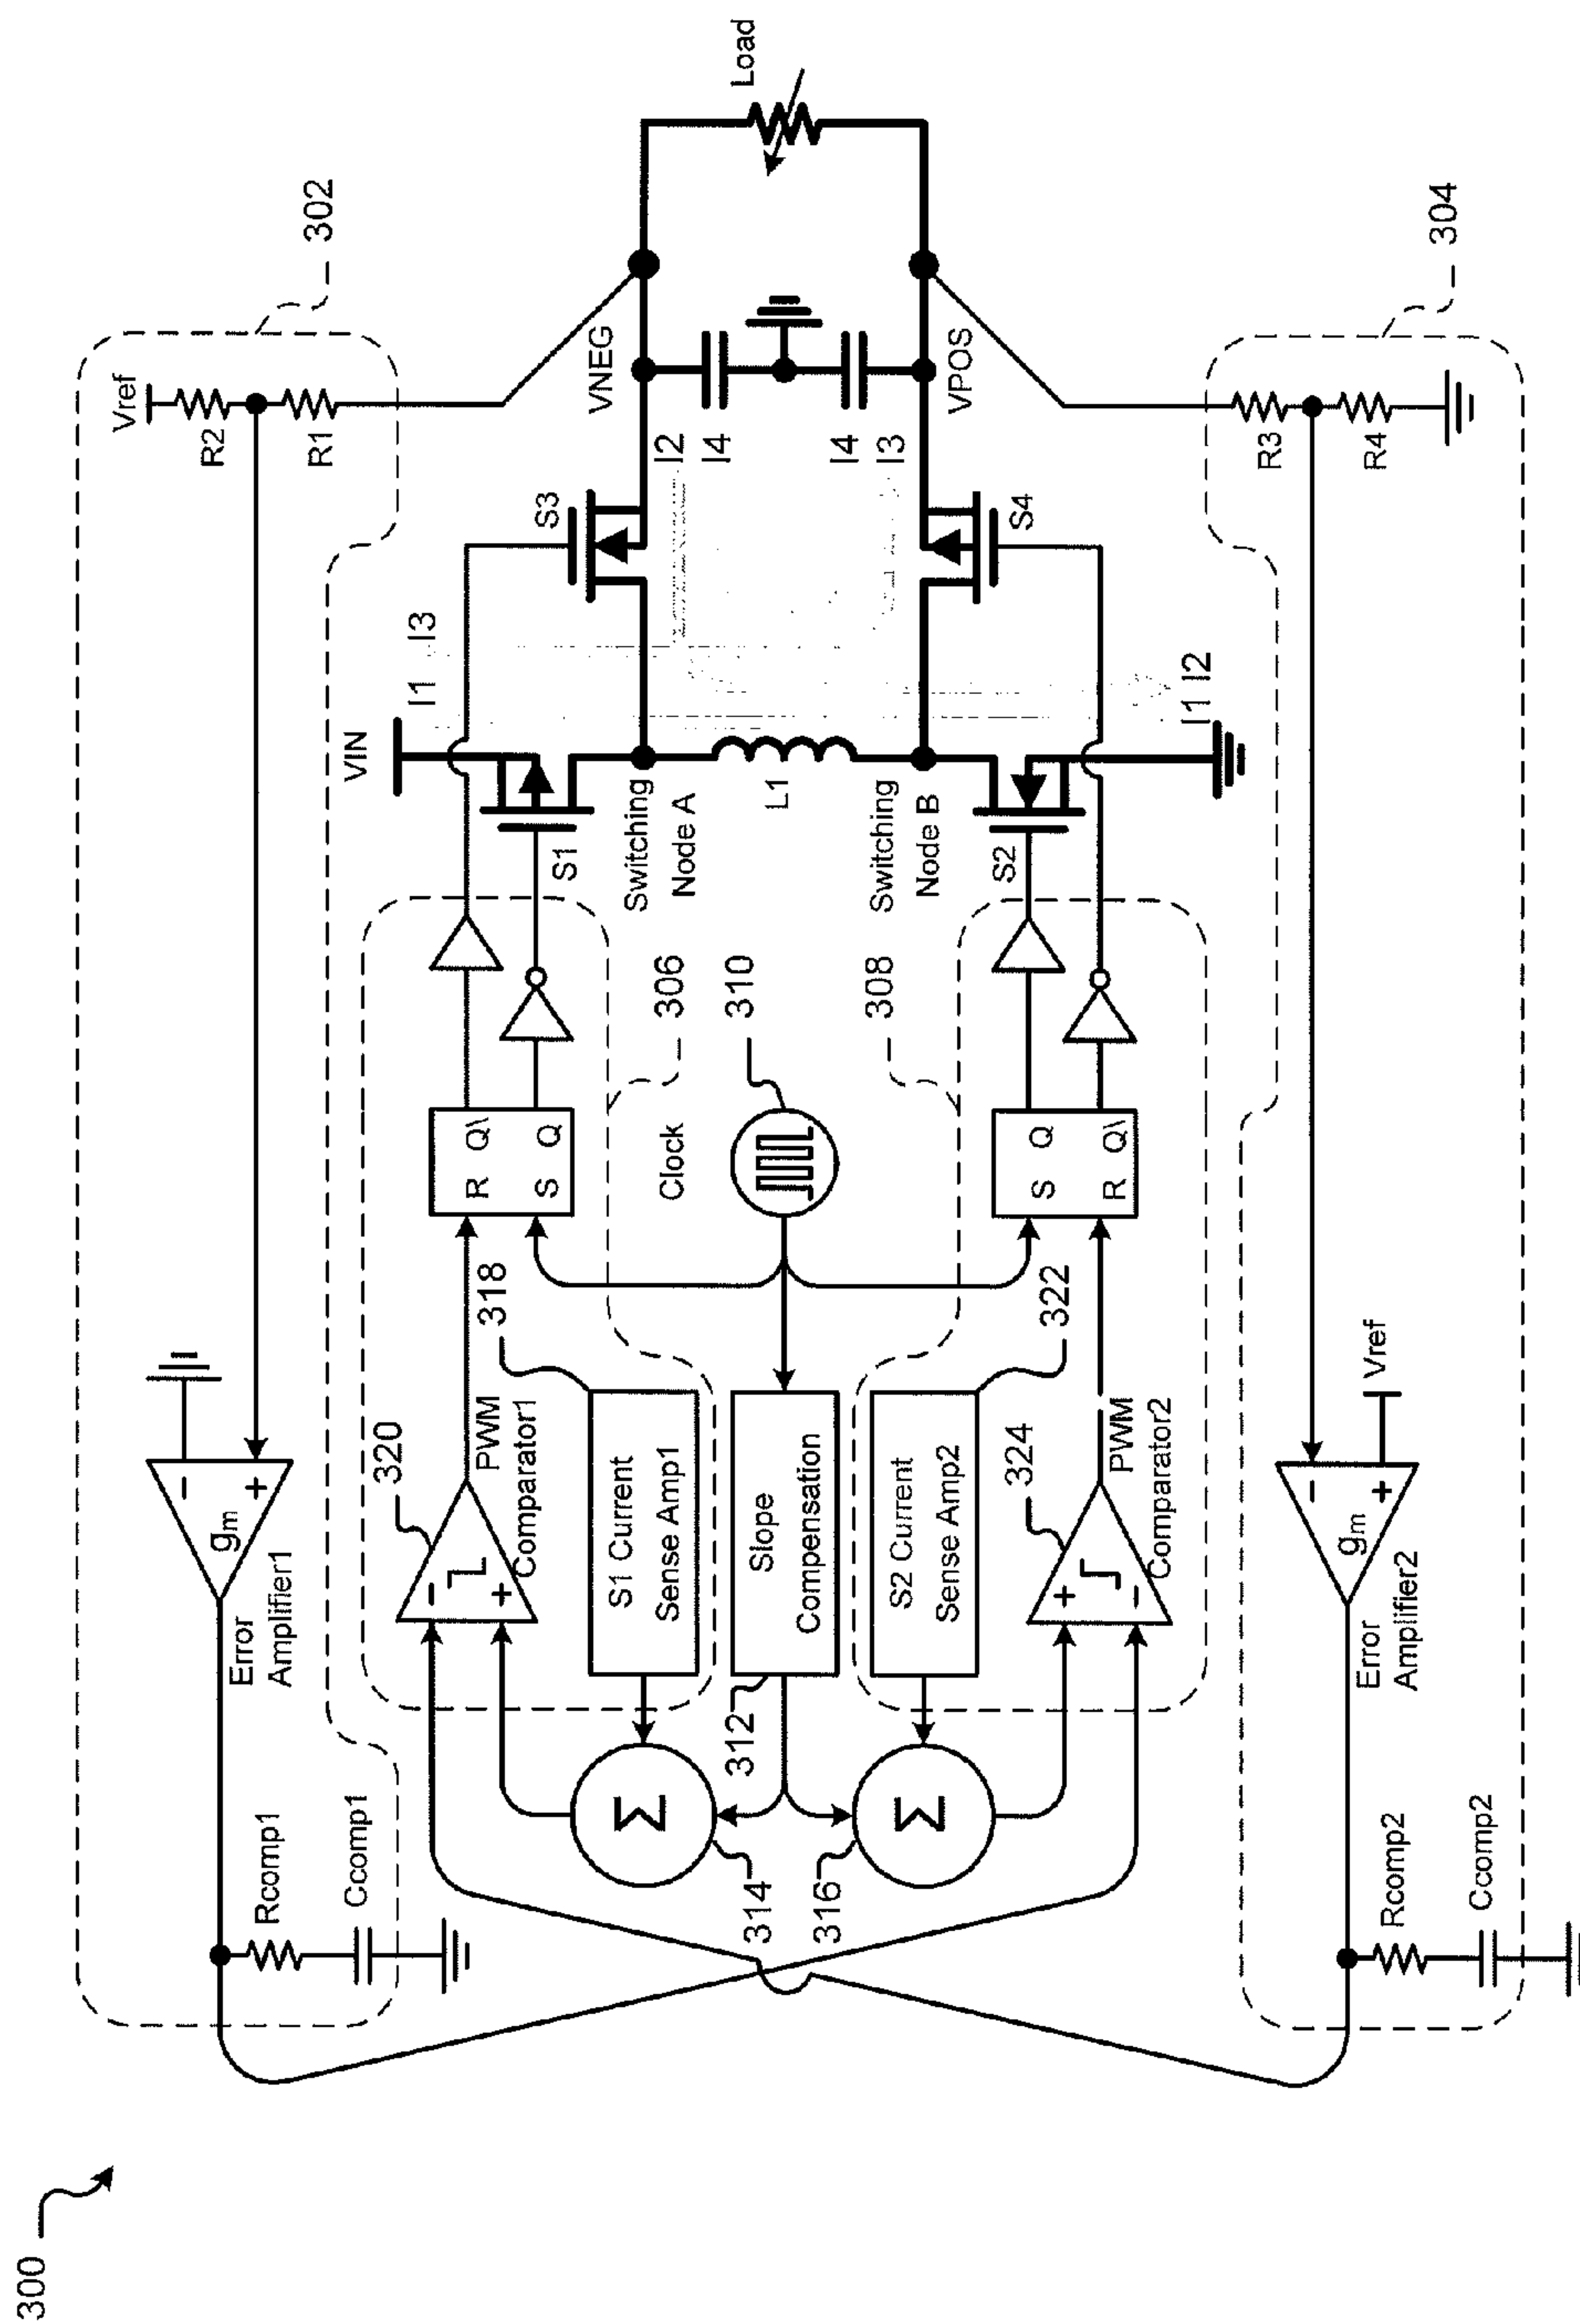 300
302
304
Vref
R2
R1
Load
VNEG
VPOS
I2
I4
I4
I3
R3
R4
S3
S4
I1 I3
I1 I2
VIN
S1
Switching
Node A
L1
Switching
Node B
S2
306
310
308
Clock
R Q\
S Q
S Q
R Q\
318
322
320
PWM
Comparator1
S1 Current
Sense Amp1
Slope
Compensation
S2 Current
Sense Amp2
324
PWM
Comparator2
-
+
gm
Error
Amplifier1
-
+
+
-
Vref
-
+
gm
Error
Amplifier2
312
Σ
Σ
314
316
Rcomp1
Ccomp1
Rcomp2
Ccomp2